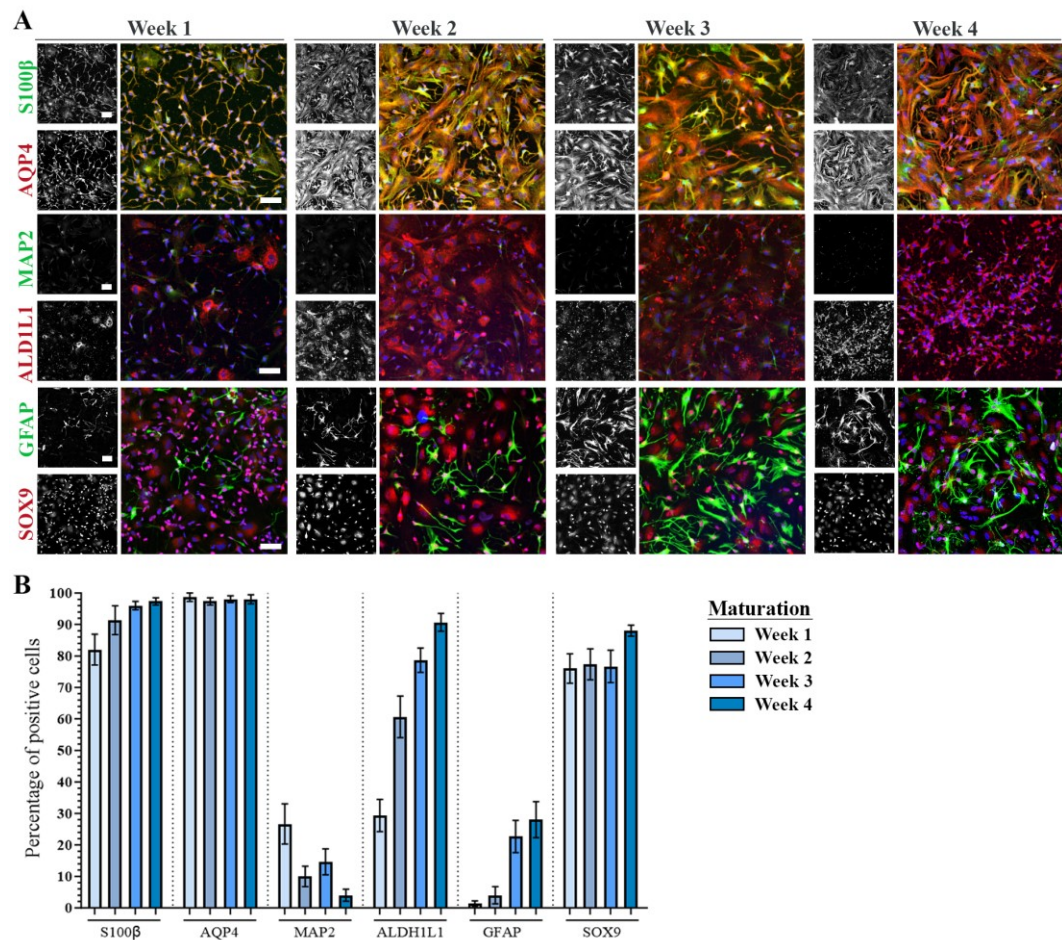 A
Week 1 Week 2 Week 3 Week 4
S100β
AQP4
MAP2
ALD1L1
GFAP
SOX9
B
Percentage of positive cells
100
90
80
70
60
50
40
30
20
10
0
S100β AQP4 MAP2 ALDH1L1 GFAP SOX9
Maturation
Week 1
Week 2
Week 3
Week 4